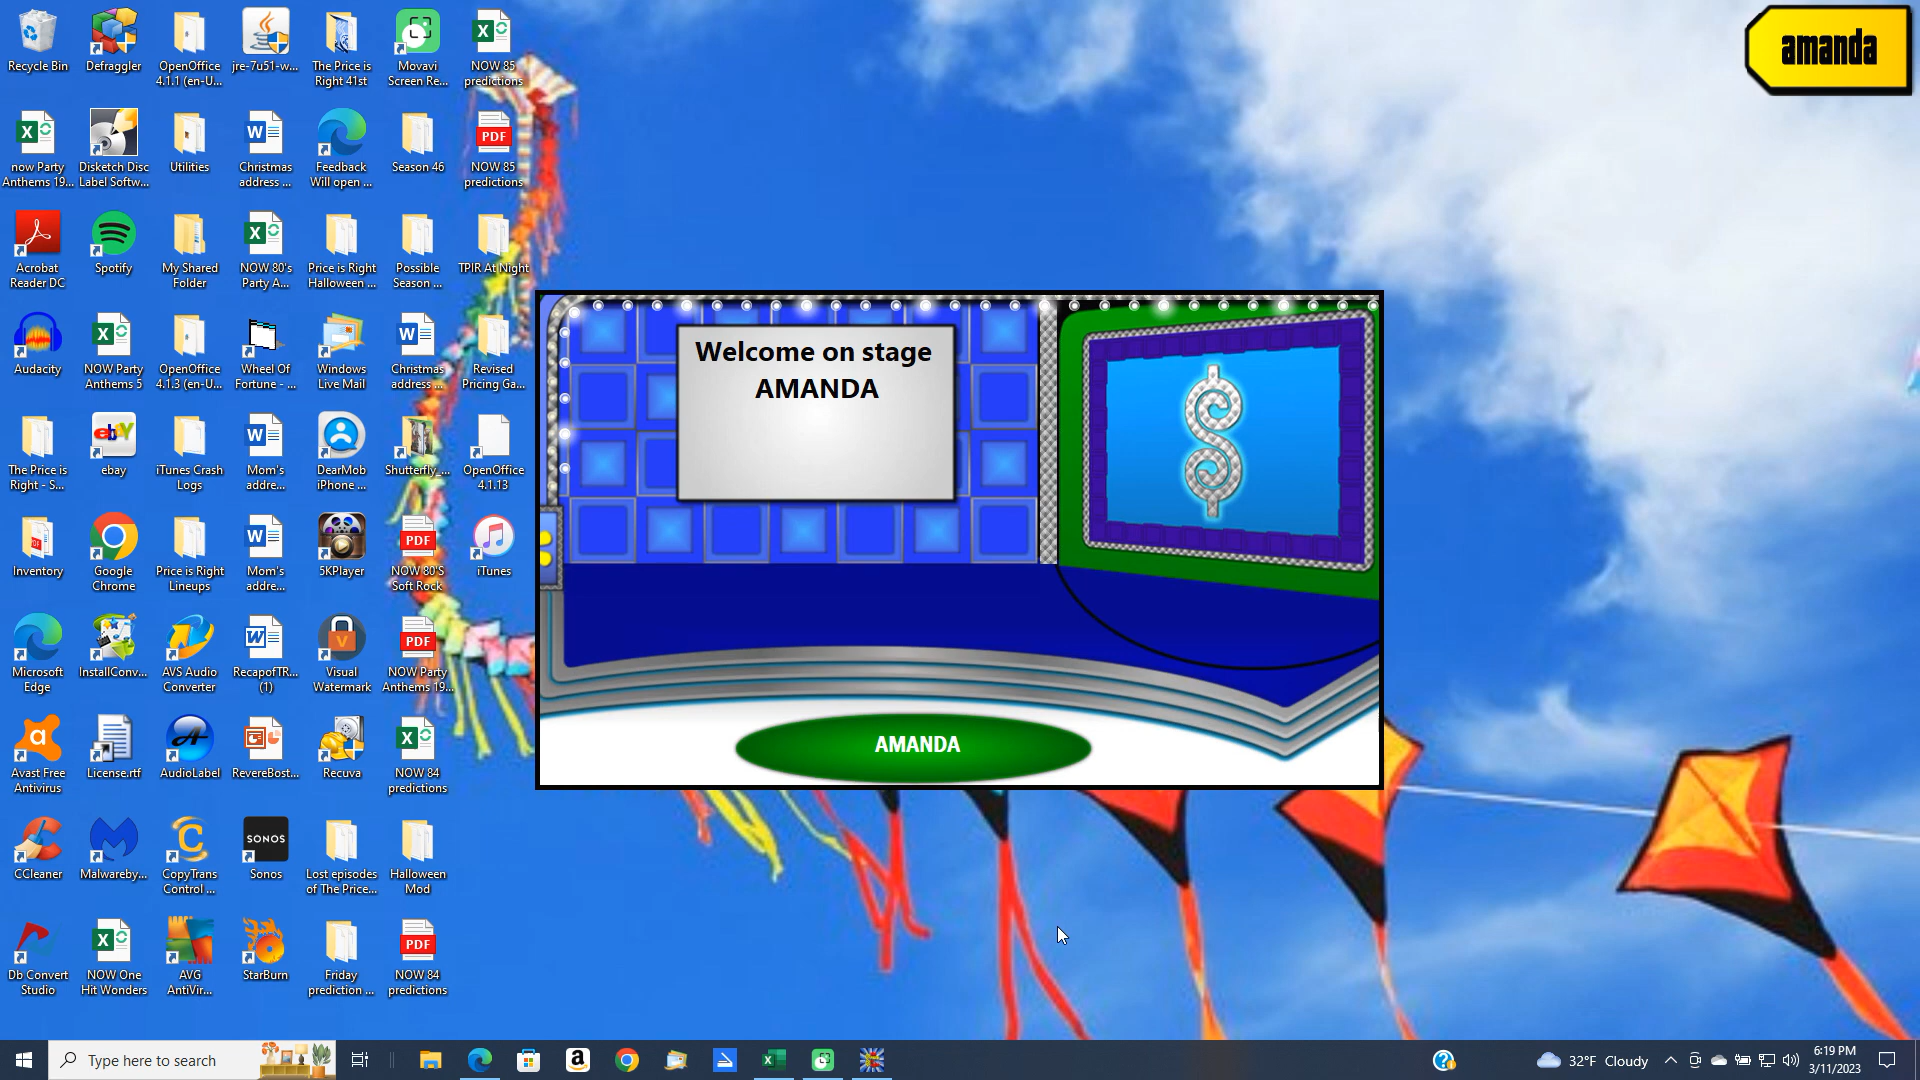 Recycle Bin
Defraggler
OpenOffice
4.1.1 (en-U...
jre-7u51-w...
The Price is
Right 41st
Movavi
Screen Re...
NOW 85
predictions
amanda
now Party
Anthems 19...
Disketch Disc
Label Softw...
Utilities
Christmas
address ...
Feedback
Will open ...
Season 46
PDF
NOW 85
predictions
Acrobat
Reader DC
Spotify
My Shared
Folder
NOW 80's
Party A...
Price is Right
Halloween ...
Possible
Season ...
TPIR At Night
Audacity
NOW Party
Anthems 5
OpenOffice
4.1.3 (en-U...
Wheel Of
Fortune - ...
Windows
Live Mail
Christmas
address ...
Revised
Pricing Ga...
The Price is
Right - S...
ebay
iTunes Crash
Logs
Mom's
addre...
DearMob
iPhone ...
Shutterfly_...
OpenOffice
4.1.13
Inventory
Google
Chrome
Price is Right
Lineups
Mom's
addre...
5KPlayer
PDF
NOW 80'S
Soft Rock
iTunes
Microsoft
Edge
InstallConv...
AVS Audio
Converter
RecapofTR...
(1)
Visual
Watermark
PDF
NOW Party
Anthems 19...
Avast Free
Antivirus
License.rtf
AudioLabel
RevereBost...
Recuva
NOW 84
predictions
CCleaner
Malwareby...
CopyTrans
Control ...
SONOS
Sonos
Lost episodes
of The Price...
Halloween
Mod
Db Convert
Studio
NOW One
Hit Wonders
AVG
AntiVir...
StarBurn
Friday
prediction ...
PDF
NOW 84
predictions
Welcome on stage
AMANDA
AMANDA
Type here to search
32°F Cloudy
6:19 PM
3/11/2023